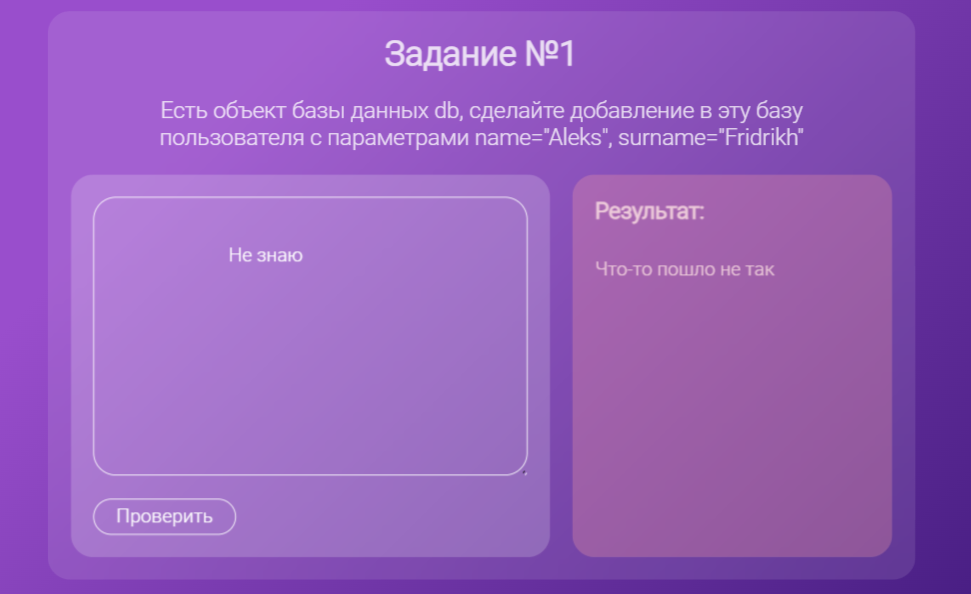 Задание №1
Есть объект базы данных db, сделайте добавление в эту базу
пользователя с параметрами name="Aleks", surname="Fridrikh"
Не знаю
Проверить
Результат:
Что-то пошло не так